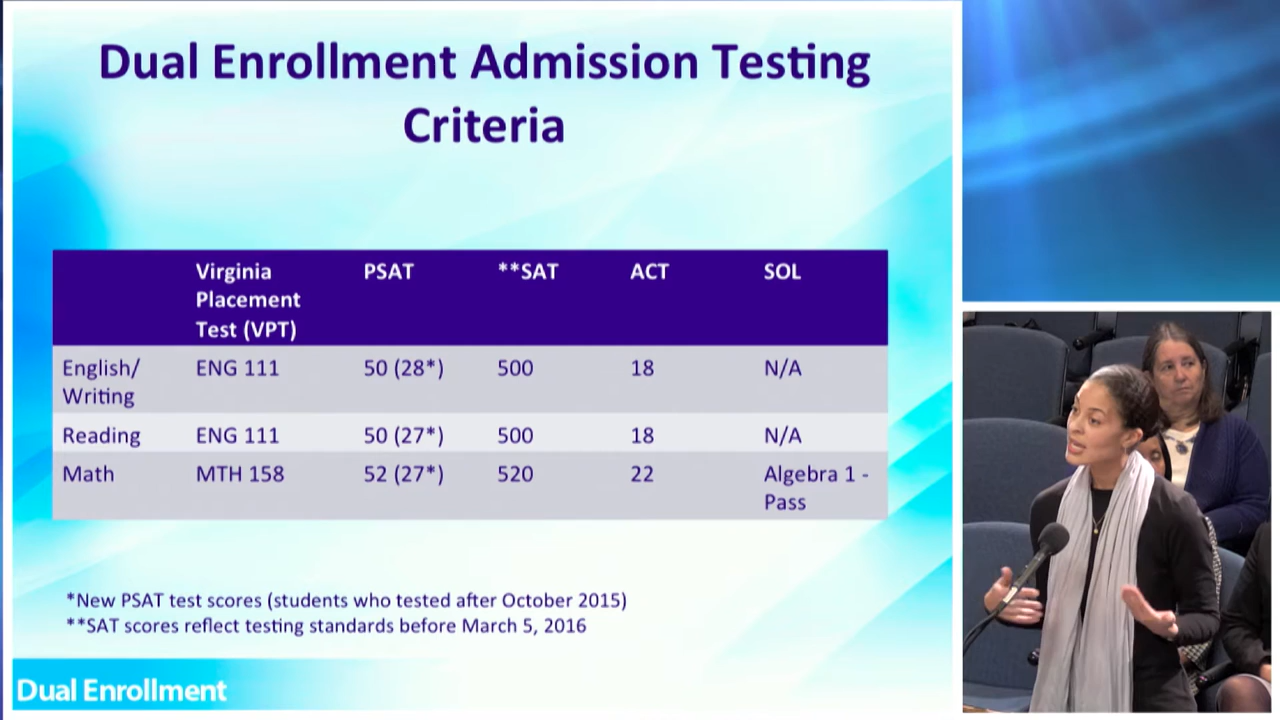 Dual Enrollment Admission Testing
Criteria
Virginia Placement Test (VPT) PSAT **SAT ACT SOL
English/ Writing ENG 111 50 (28*) 500 18 N/A
Reading ENG 111 50 (27*) 500 18 N/A
Math MTH 158 52 (27*) 520 22 Algebra 1 - Pass
*New PSAT test scores (students who tested after October 2015)
**SAT scores reflect testing standards before March 5, 2016
Dual Enrollment